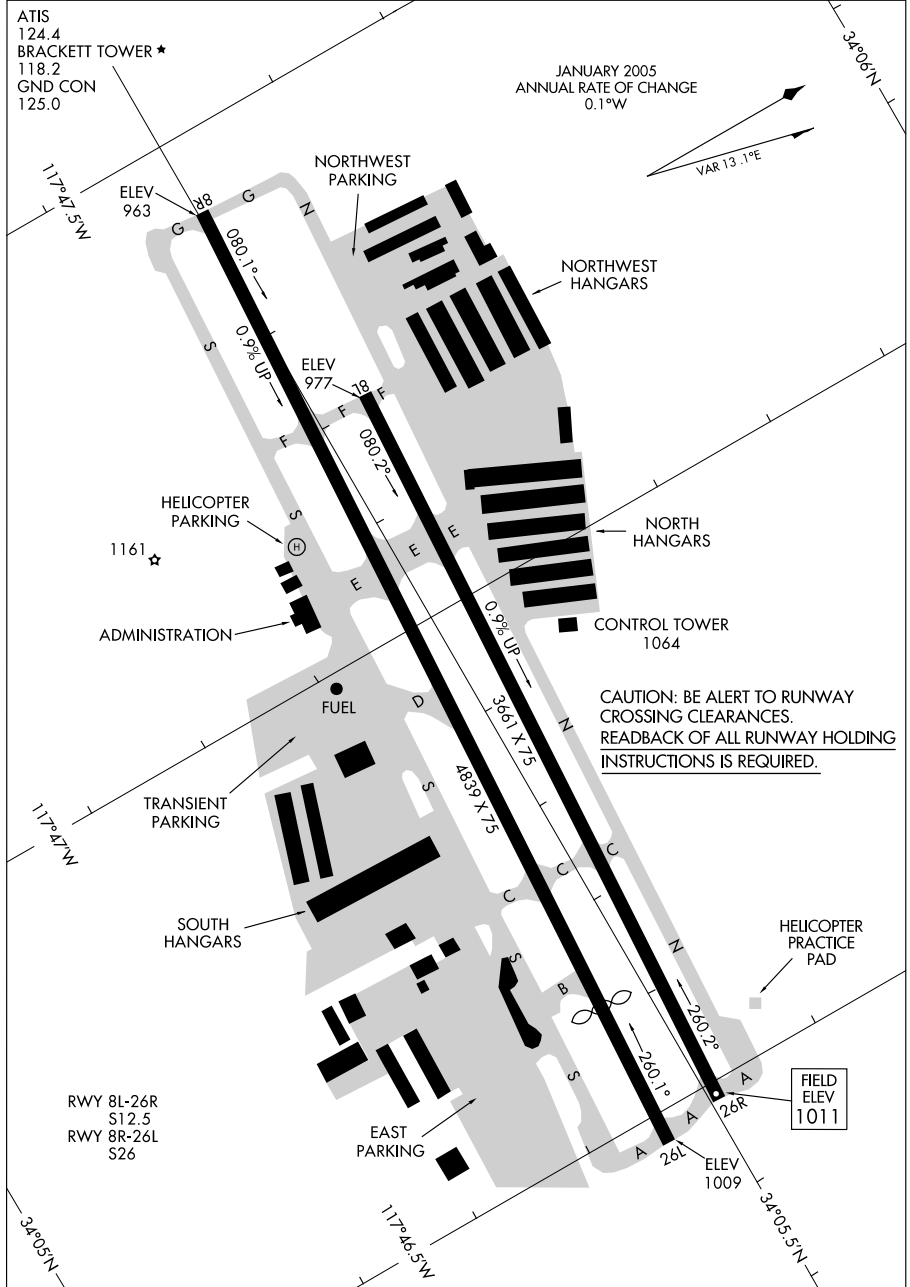 ATIS
124.4
BRACKETT TOWER ★
118.2
GND CON
125.0
JANUARY 2005
ANNUAL RATE OF CHANGE
0.1°W
34°06'N
VAR 13.1°E
117°47.5'W
NORTHWEST
PARKING
ELEV
963
8R
G
G
N
080.1°
NORTHWEST
HANGARS
S
0.9% UP
ELEV
977
8L
F
F
F
080.2°
HELICOPTER
PARKING
S
H
1161
E
E
E
NORTH
HANGARS
ADMINISTRATION
0.9% UP
CONTROL TOWER
1064
FUEL
D
3661 X 75
N
CAUTION: BE ALERT TO RUNWAY
CROSSING CLEARANCES.
READBACK OF ALL RUNWAY HOLDING
INSTRUCTIONS IS REQUIRED.
TRANSIENT
PARKING
S
4839 X 75
117°47'W
C
C
C
SOUTH
HANGARS
N
HELICOPTER
PRACTICE
PAD
S
B
260.2°
260.1°
S
A
A
A
26R
26L
FIELD
ELEV
1011
RWY 8L-26R
S12.5
RWY 8R-26L
S26
EAST
PARKING
ELEV
1009
34°05'N
117°46.5'W
34°05.5'N